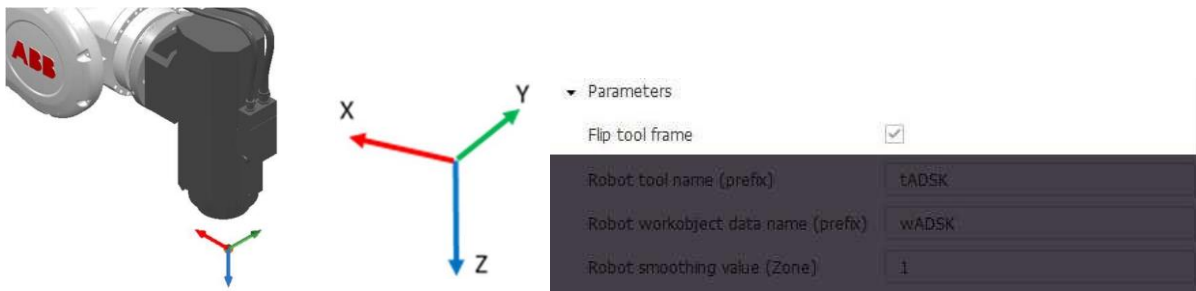 ABB
X
Y
Z
Parameters
Flip tool frame
Robot tool name (prefix) tADSK
Robot workobject data name (prefix) wADSK
Robot smoothing value (Zone) 1